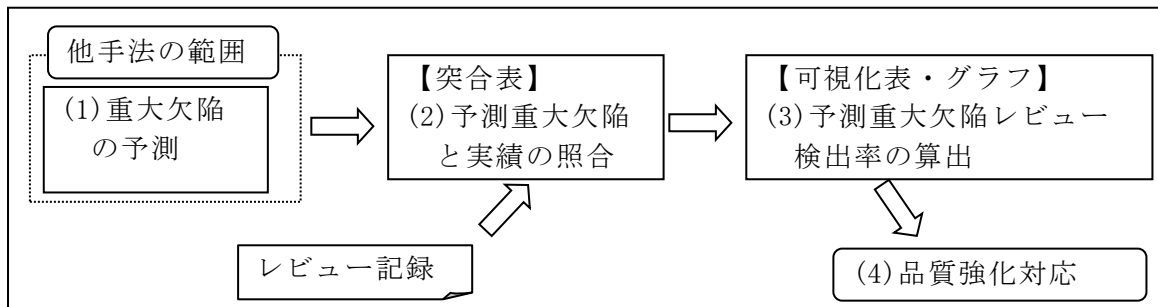 他手法の範囲
(1)重大欠陥
の予測
【突合表】
(2)予測重大欠陥
と実績の照合
【可視化表・グラフ】
(3)予測重大欠陥レビュー
検出率の算出
レビュー記録
(4)品質強化対応